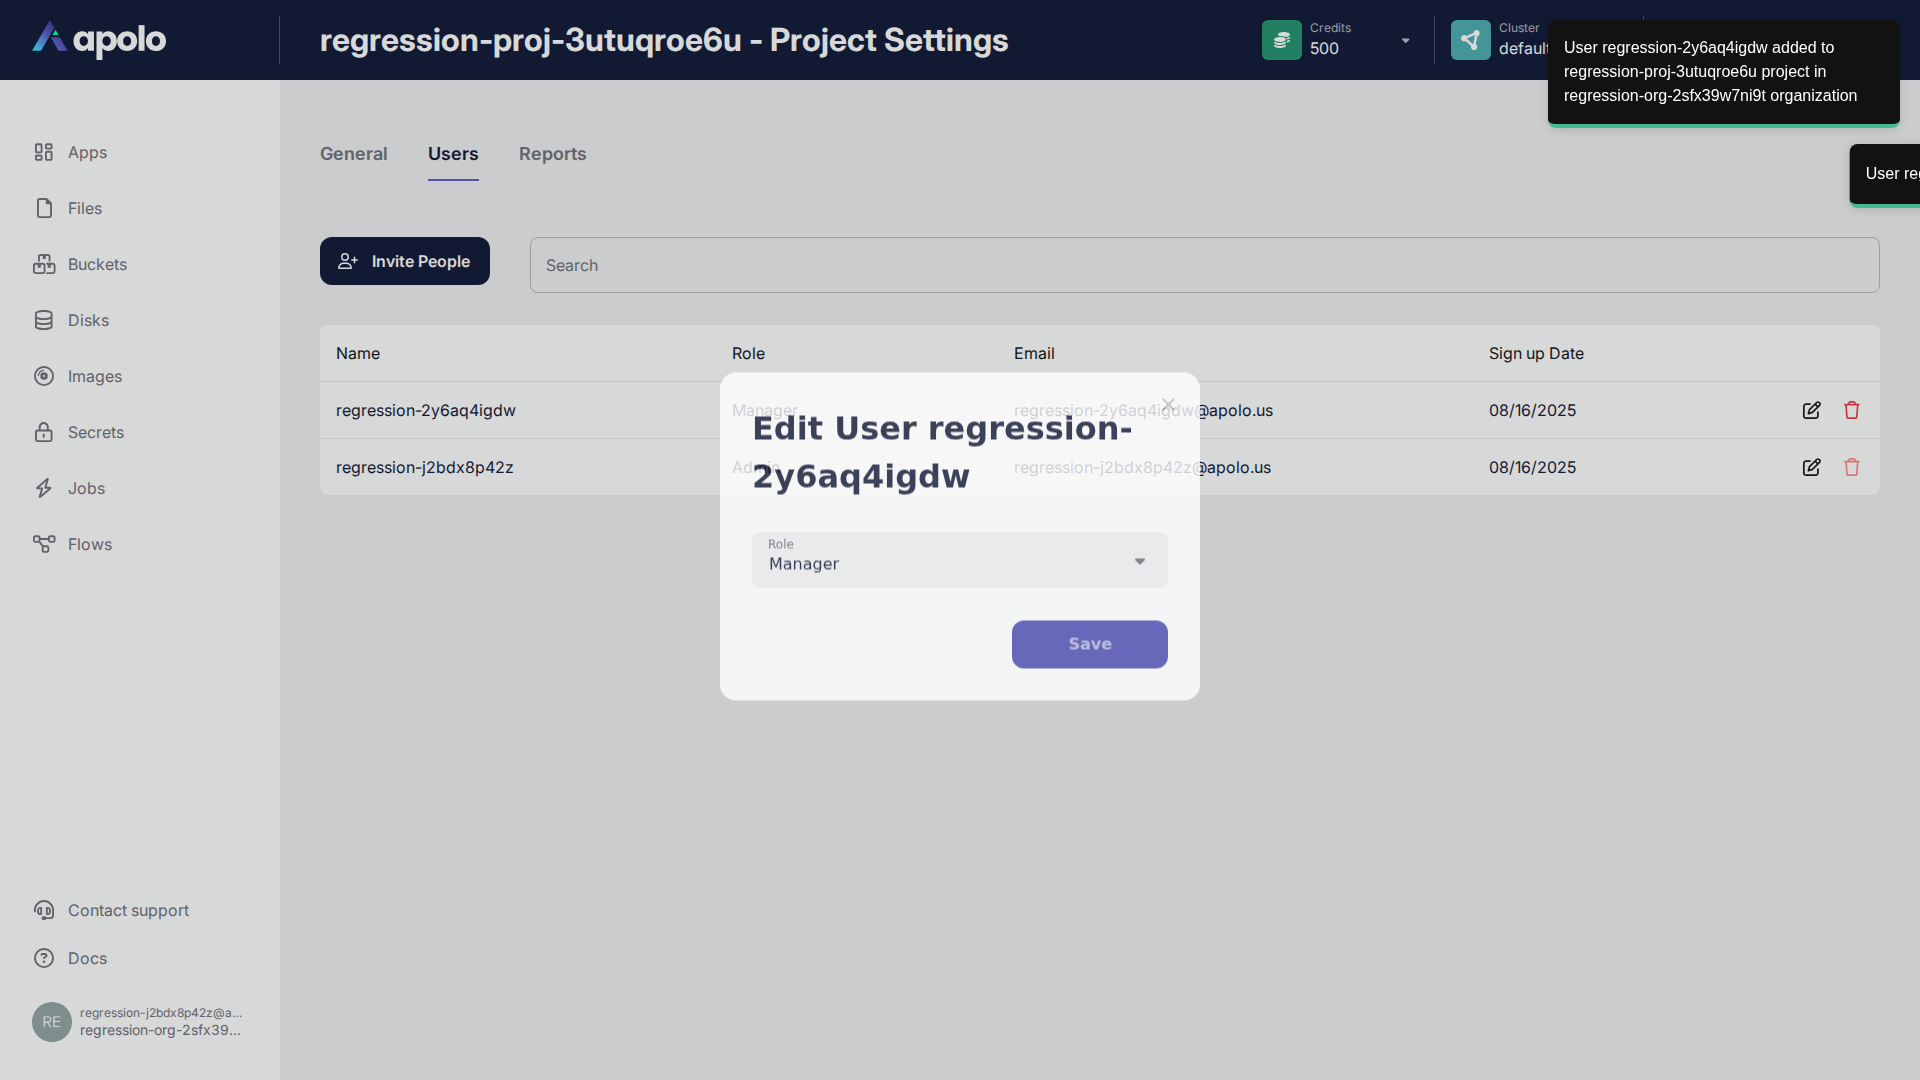 apolo
regression-proj-3utuqroe6u - Project Settings
Credits
500
Cluster
default
User regression-2y6aq4igdw added to
regression-proj-3utuqroe6u project in
regression-org-2sfx39w7ni9t organization
User
Apps
Files
Buckets
Disks
Images
Secrets
Jobs
Flows
General
Users
Reports
Invite People
Search
Name
Role
Email
Sign up Date
regression-2y6aq4igdw
Manager
regression-2y6aq4igdw@apolo.us
08/16/2025
regression-j2bdx8p42z
Admin
regression-j2bdx8p42z@apolo.us
08/16/2025
Edit User regression-
2y6aq4igdw
Role
Manager
Save
Contact support
Docs
RE
regression-j2bdx8p42z@a...
regression-org-2sfx39...